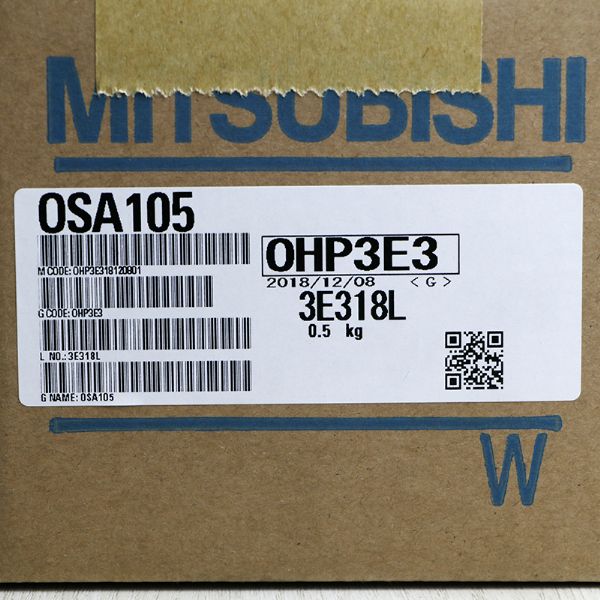 MITSUBISHI
OSA105
M CODE: OHP3E318120801
OHP3E3
2018/12/08 <G>
G CODE: OHP3E3
3E318L
0.5 kg
L NO.: 3E318L
G NAME: OSA105
W